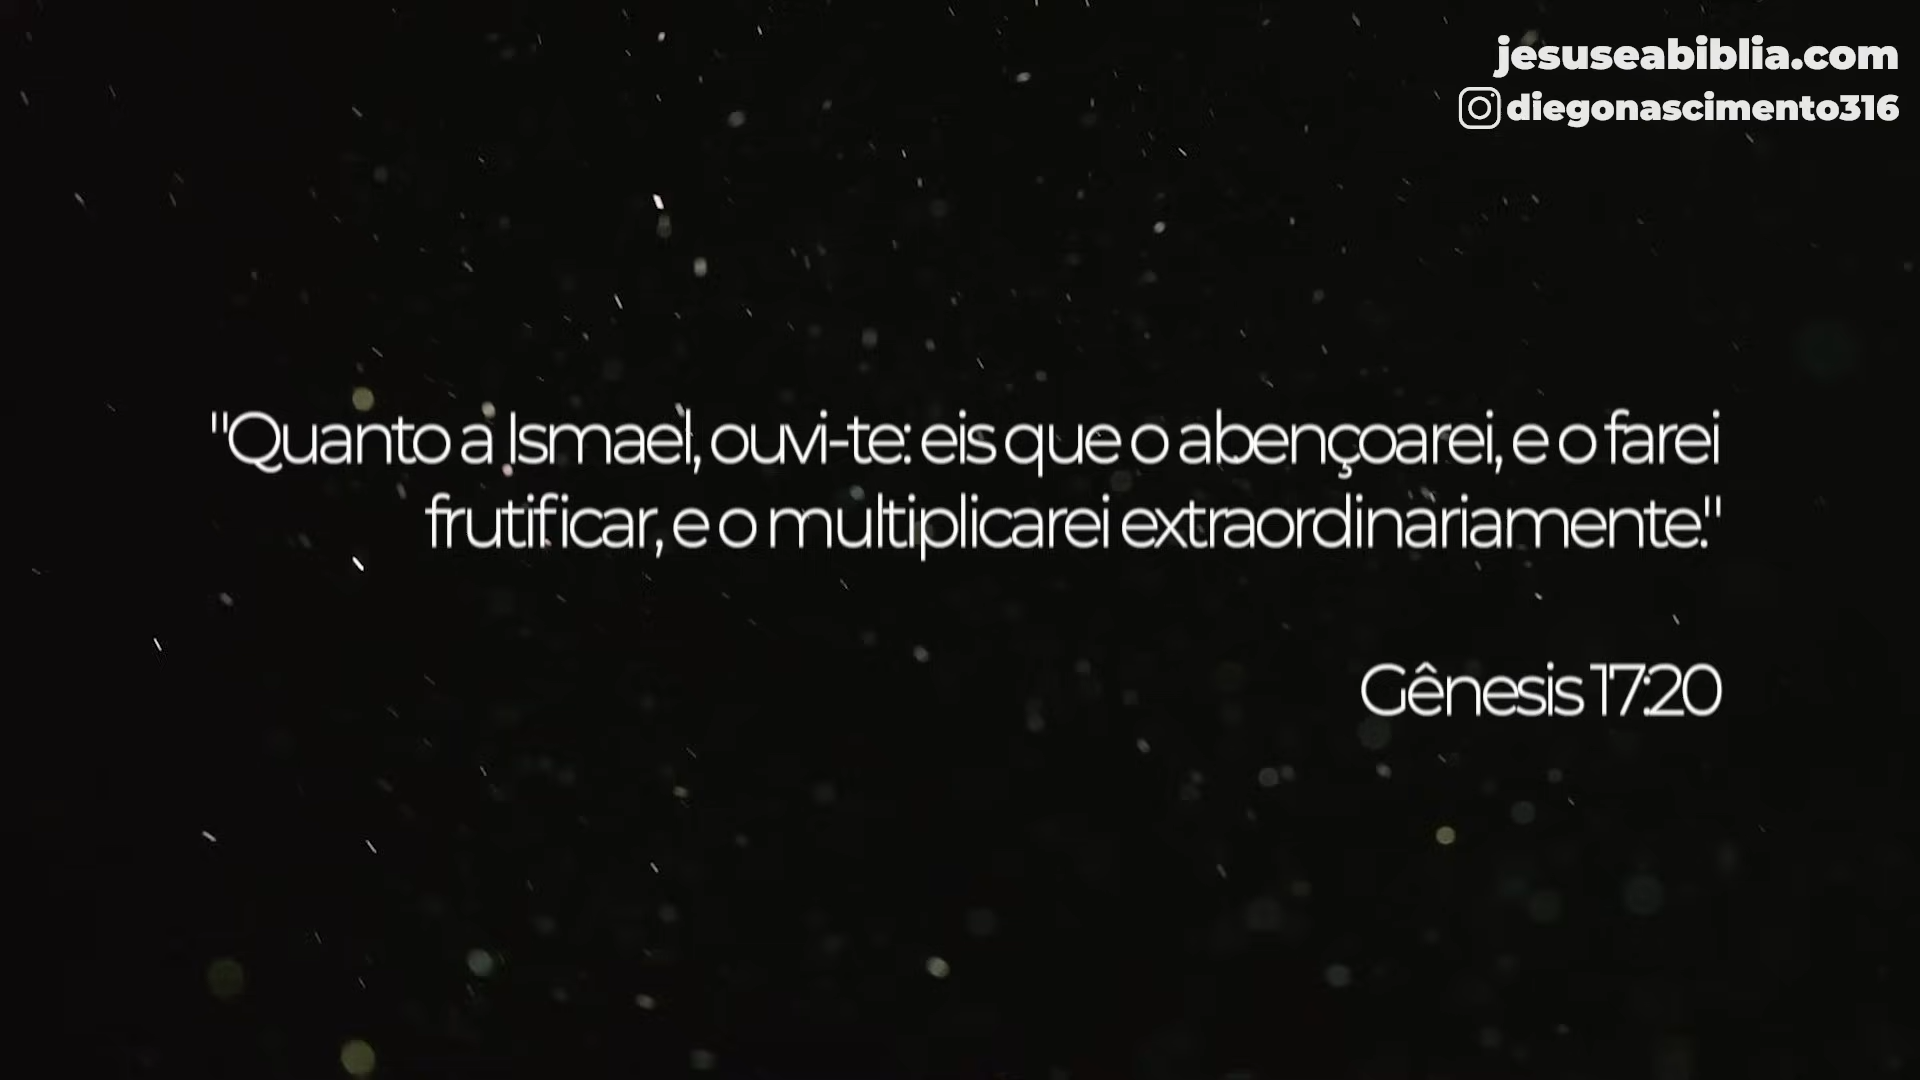 jesuseabiblia.com
diegonascimento316
"Quanto a Ismael, ouvi-te: eis que o abençoarei, e o farei
frutificar, e o multiplicarei extraordinariamente."
Gênesis 17:20